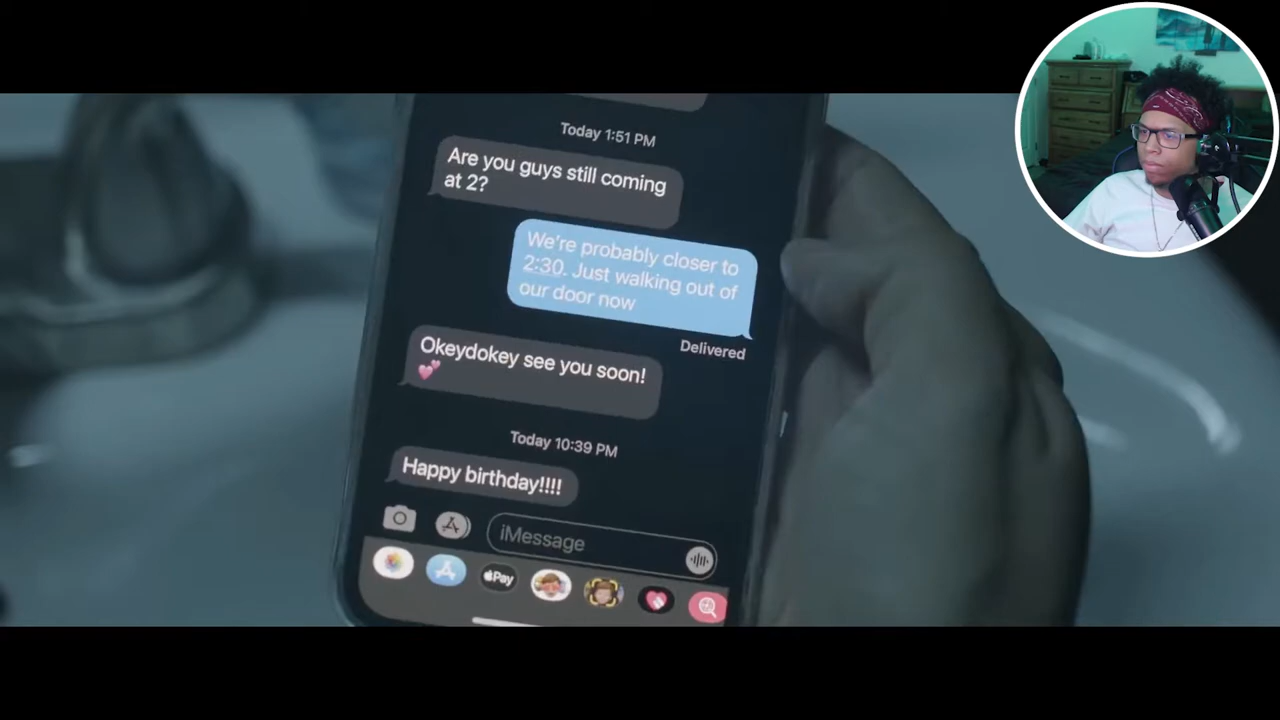 Today 1:51 PM
Are you guys still coming
at 2?
We're probably closer to
2:30. Just walking out of
our door now
Delivered
Okeydokey see you soon!
💕
Today 10:39 PM
Happy birthday!!!!
iMessage
Pay